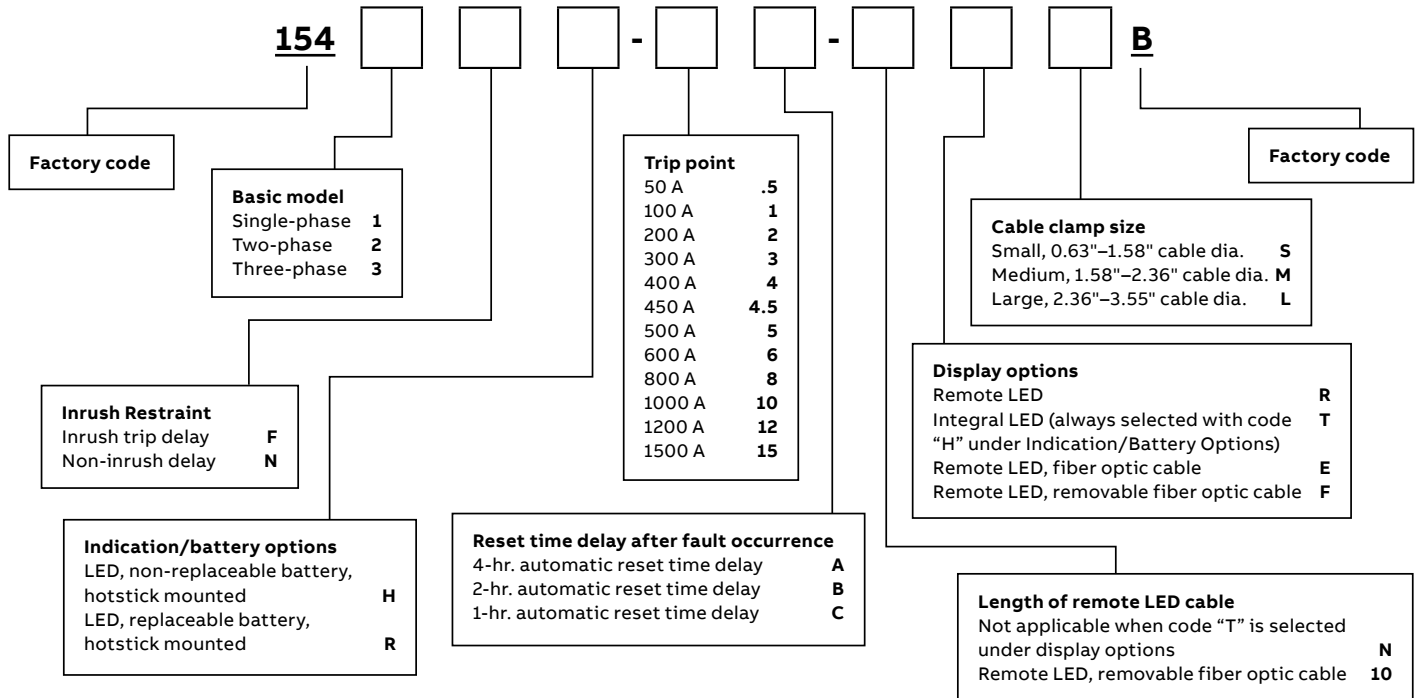 154 - - B
Factory code
Basic model
Single-phase 1
Two-phase 2
Three-phase 3
Inrush Restraint
Inrush trip delay F
Non-inrush delay N
Indication/battery options
LED, non-replaceable battery,
hotstick mounted H
LED, replaceable battery,
hotstick mounted R
Trip point
50 A .5
100 A 1
200 A 2
300 A 3
400 A 4
450 A 4.5
500 A 5
600 A 6
800 A 8
1000 A 10
1200 A 12
1500 A 15
Reset time delay after fault occurrence
4-hr. automatic reset time delay A
2-hr. automatic reset time delay B
1-hr. automatic reset time delay C
Factory code
Cable clamp size
Small, 0.63"–1.58" cable dia. S
Medium, 1.58"–2.36" cable dia. M
Large, 2.36"–3.55" cable dia. L
Display options
Remote LED R
Integral LED (always selected with code T
“H” under Indication/Battery Options)
Remote LED, fiber optic cable E
Remote LED, removable fiber optic cable F
Length of remote LED cable
Not applicable when code “T” is selected
under display options N
Remote LED, removable fiber optic cable 10